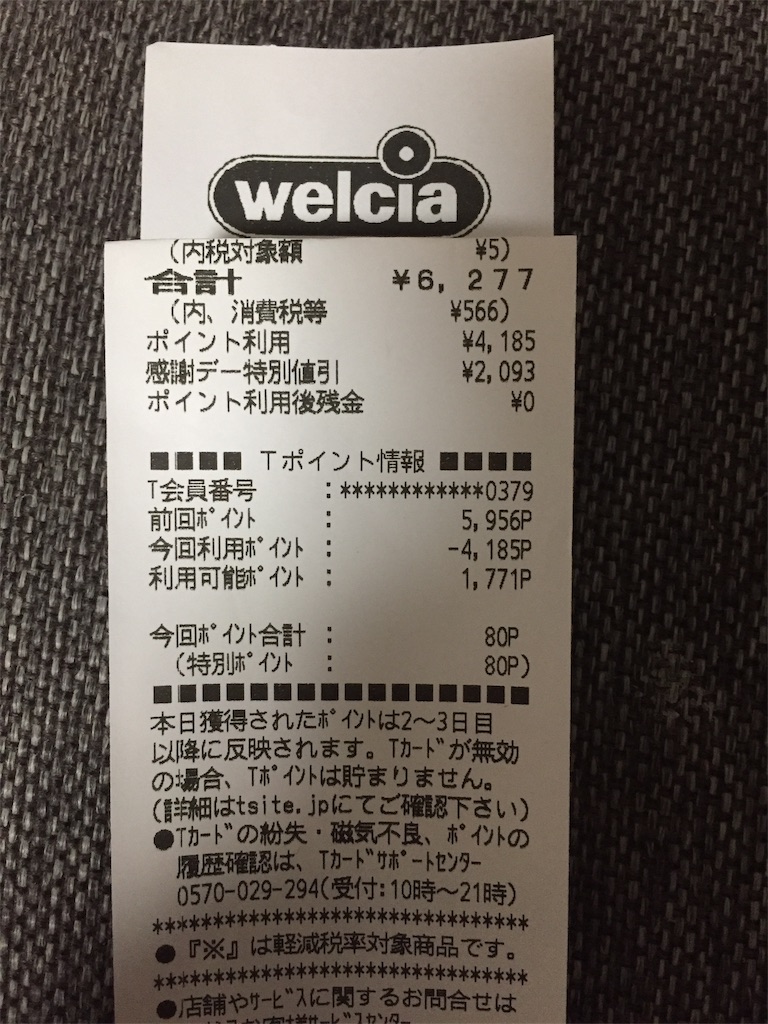 welcia
(内税対象額 ¥5)
合計 ¥6,277
(内、消費税等 ¥566)
ポイント利用 ¥4,185
感謝デー特別値引 ¥2,093
ポイント利用後残金 ¥0
■■■■ Tポイント情報 ■■■■
T会員番号 :************0379
前回ポイント : 5,956P
今回利用ポイント : -4,185P
利用可能ポイント : 1,771P
今回ポイント合計 : 80P
(特別ポイント : 80P)
■■■■■■■■■■■■■■■■
本日獲得されたポイントは2〜3日目
以降に反映されます。Tカードが無効
の場合、Tポイントは貯まりません。
(詳細はtsite.jpにてご確認下さい)
●Tカードの紛失・磁気不良、ポイントの
履歴確認は、Tカードサポートセンター
0570-029-294(受付:10時〜21時)
********************************
●『※』は軽減税率対象商品です。
********************************
●店舗やサービスに関するお問合せは